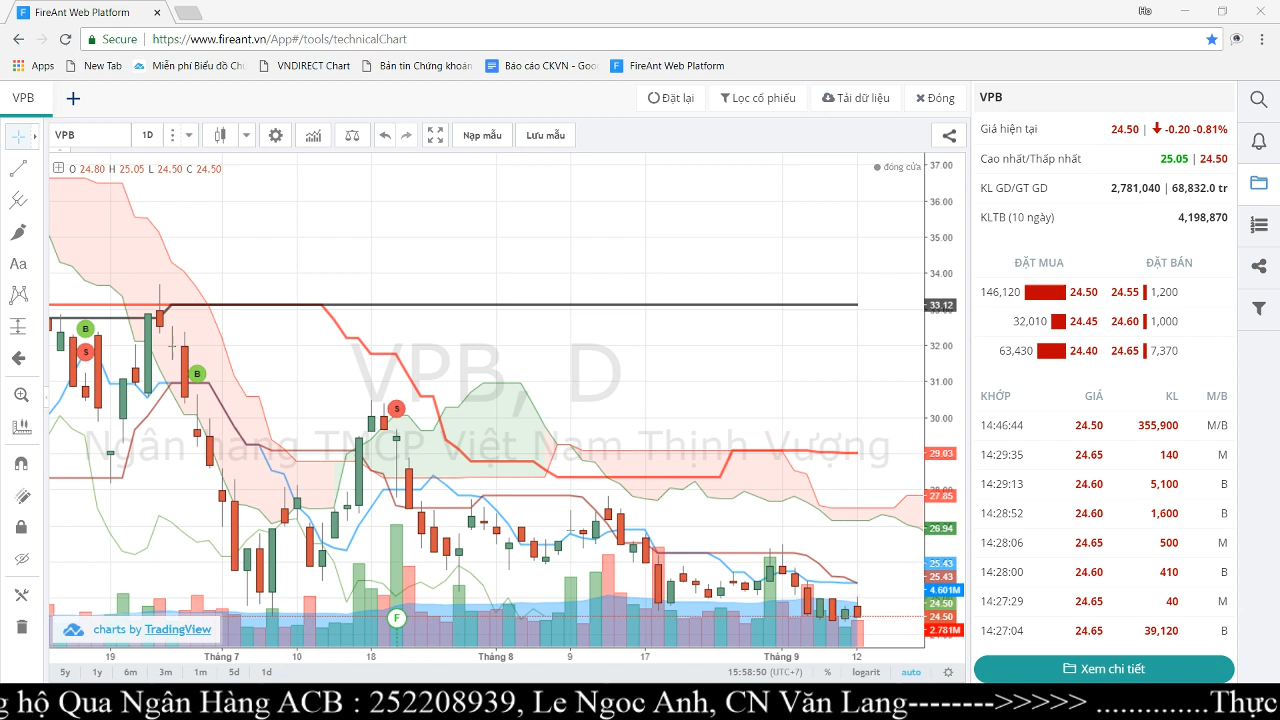 FireAnt Web Platform
Secure | https://www.fireant.vn/App#/tools/technicalChart
Apps New Tab Miễn phí Biểu đồ Chu VNDIRECT Chart Bản tin Chứng khoán Báo cáo CKVN - Goo FireAnt Web Platform
VPB + Đặt lại Lọc cổ phiếu Tải dữ liệu Đóng
VPB 1D Nạp mẫu Lưu mẫu
O 24.80 H 25.05 L 24.50 C 24.50
đóng cửa
VPB, D
Ngân hàng TMCP Việt Nam Thịnh Vượng
37.00
36.00
35.00
34.00
33.12
32.00
31.00
30.00
29.03
27.85
26.94
25.43
25.43
4.601M
24.50
24.50
2.781M
B
S
B
S
F
Aa
charts by TradingView
19 Tháng 7 10 18 Tháng 8 9 17 Tháng 9 12
5y 1y 6m 3m 1m 5d 1d 15:58:50 (UTC+7) % logarit auto
VPB
Giá hiện tại 24.50 | -0.20 -0.81%
Cao nhất/Thấp nhất 25.05 | 24.50
KL GD/GT GD 2,781,040 | 68,832.0 tr
KLTB (10 ngày) 4,198,870
ĐẶT MUA ĐẶT BÁN
146,120 24.50 24.55 1,200
32,010 24.45 24.60 1,000
63,430 24.40 24.65 7,370
KHỚP GIÁ KL M/B
14:46:44 24.50 355,900 M/B
14:29:35 24.65 140 M
14:29:13 24.60 5,100 B
14:28:52 24.60 1,600 B
14:28:06 24.65 500 M
14:28:00 24.60 410 B
14:27:29 24.65 40 M
14:27:04 24.65 39,120 B
Xem chi tiết
g hộ Qua Ngân Hàng ACB : 252208939, Le Ngoc Anh, CN Văn Lang-------->>>>> ..............Thực